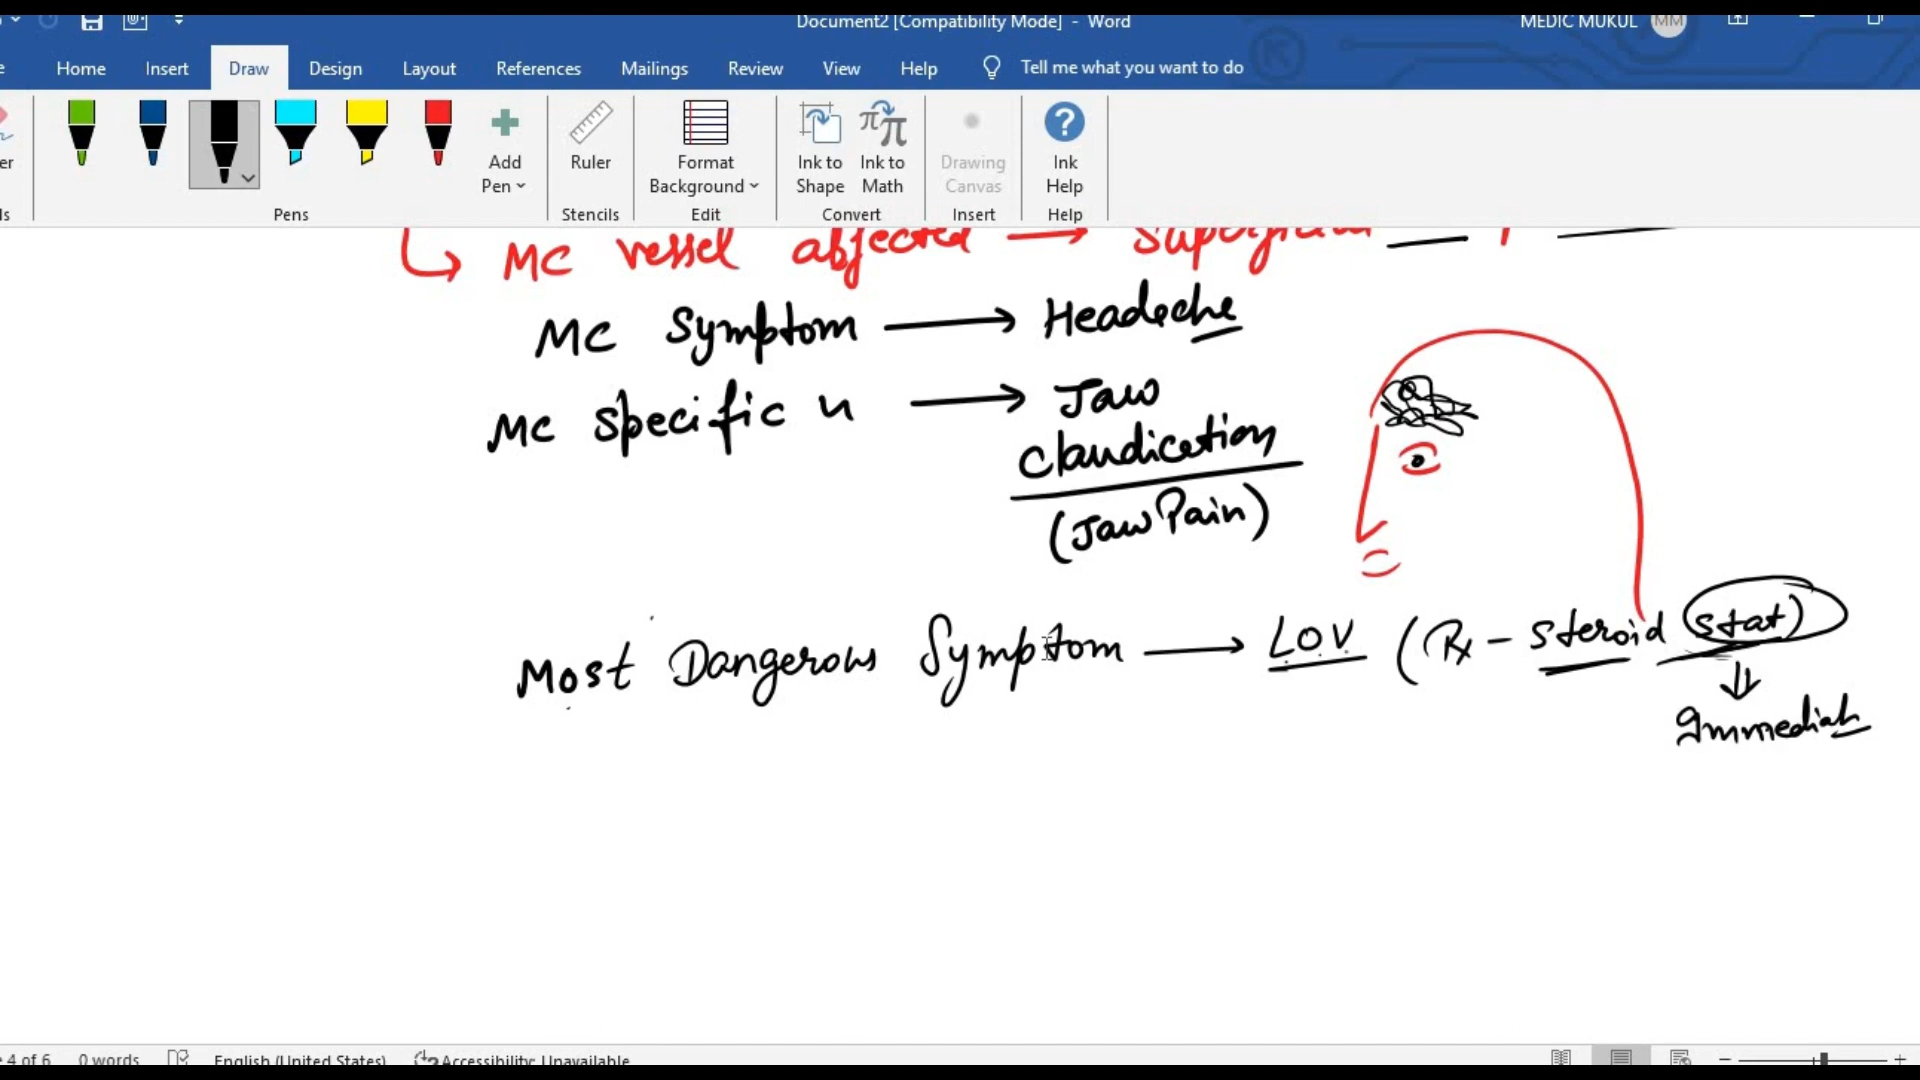 Document2 [Compatibility Mode] - Word
MEDIC MUKUL MM
Home Insert Draw Design Layout References Mailings Review View Help Tell me what you want to do
Add Pen
Ruler
Format Background
Ink to Shape
Ink to Math
Drawing Canvas
Ink Help
Pens Stencils Edit Convert Insert Help
MC vessel affected →
MC Symptom → Headache
MC Specific → Jaw
claudication
(Jaw Pain)
Most Dangerous Symptom → LOV (Rx - steroid stat)
4 of 6 0 words English (United States) Accessibility: Unavailable